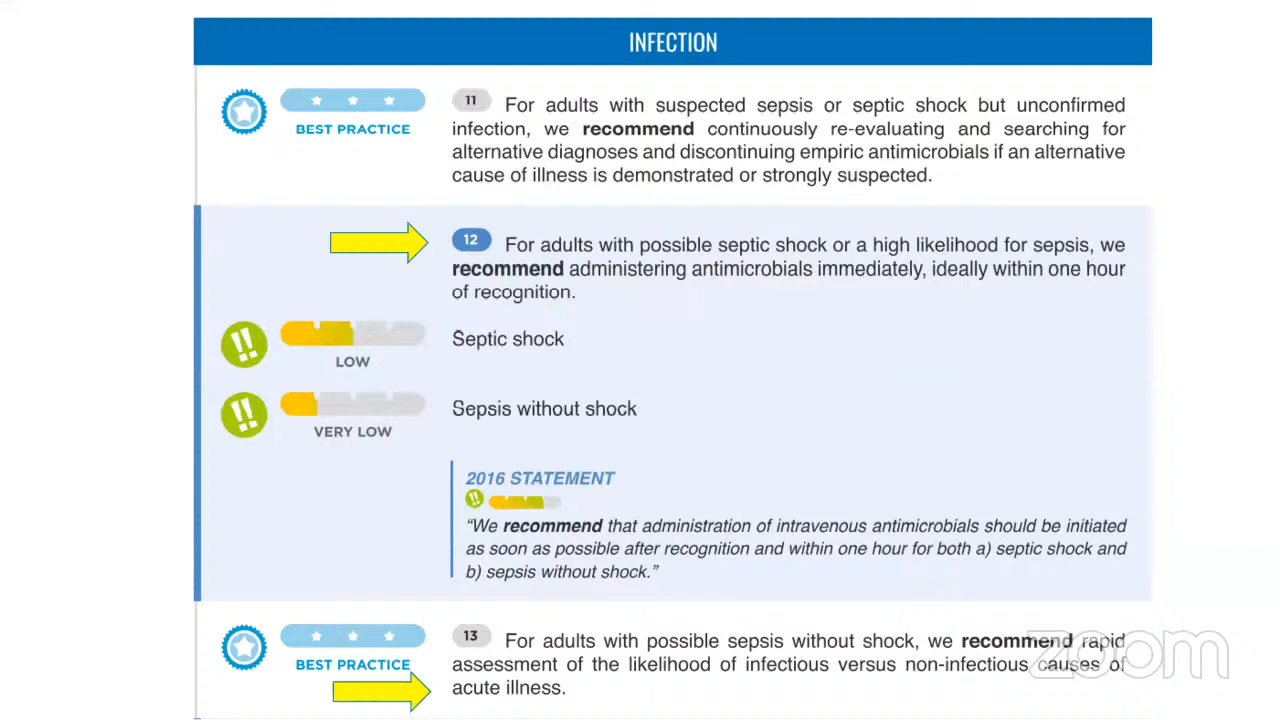 INFECTION
BEST PRACTICE
11 For adults with suspected sepsis or septic shock but unconfirmed
infection, we recommend continuously re-evaluating and searching for
alternative diagnoses and discontinuing empiric antimicrobials if an alternative
cause of illness is demonstrated or strongly suspected.
12 For adults with possible septic shock or a high likelihood for sepsis, we
recommend administering antimicrobials immediately, ideally within one hour
of recognition.
!!
LOW
Septic shock
!!
VERY LOW
Sepsis without shock
2016 STATEMENT
!!
“We recommend that administration of intravenous antimicrobials should be initiated
as soon as possible after recognition and within one hour for both a) septic shock and
b) sepsis without shock.”
BEST PRACTICE
13 For adults with possible sepsis without shock, we recommend rapid
assessment of the likelihood of infectious versus non-infectious causes of
acute illness.
zoom